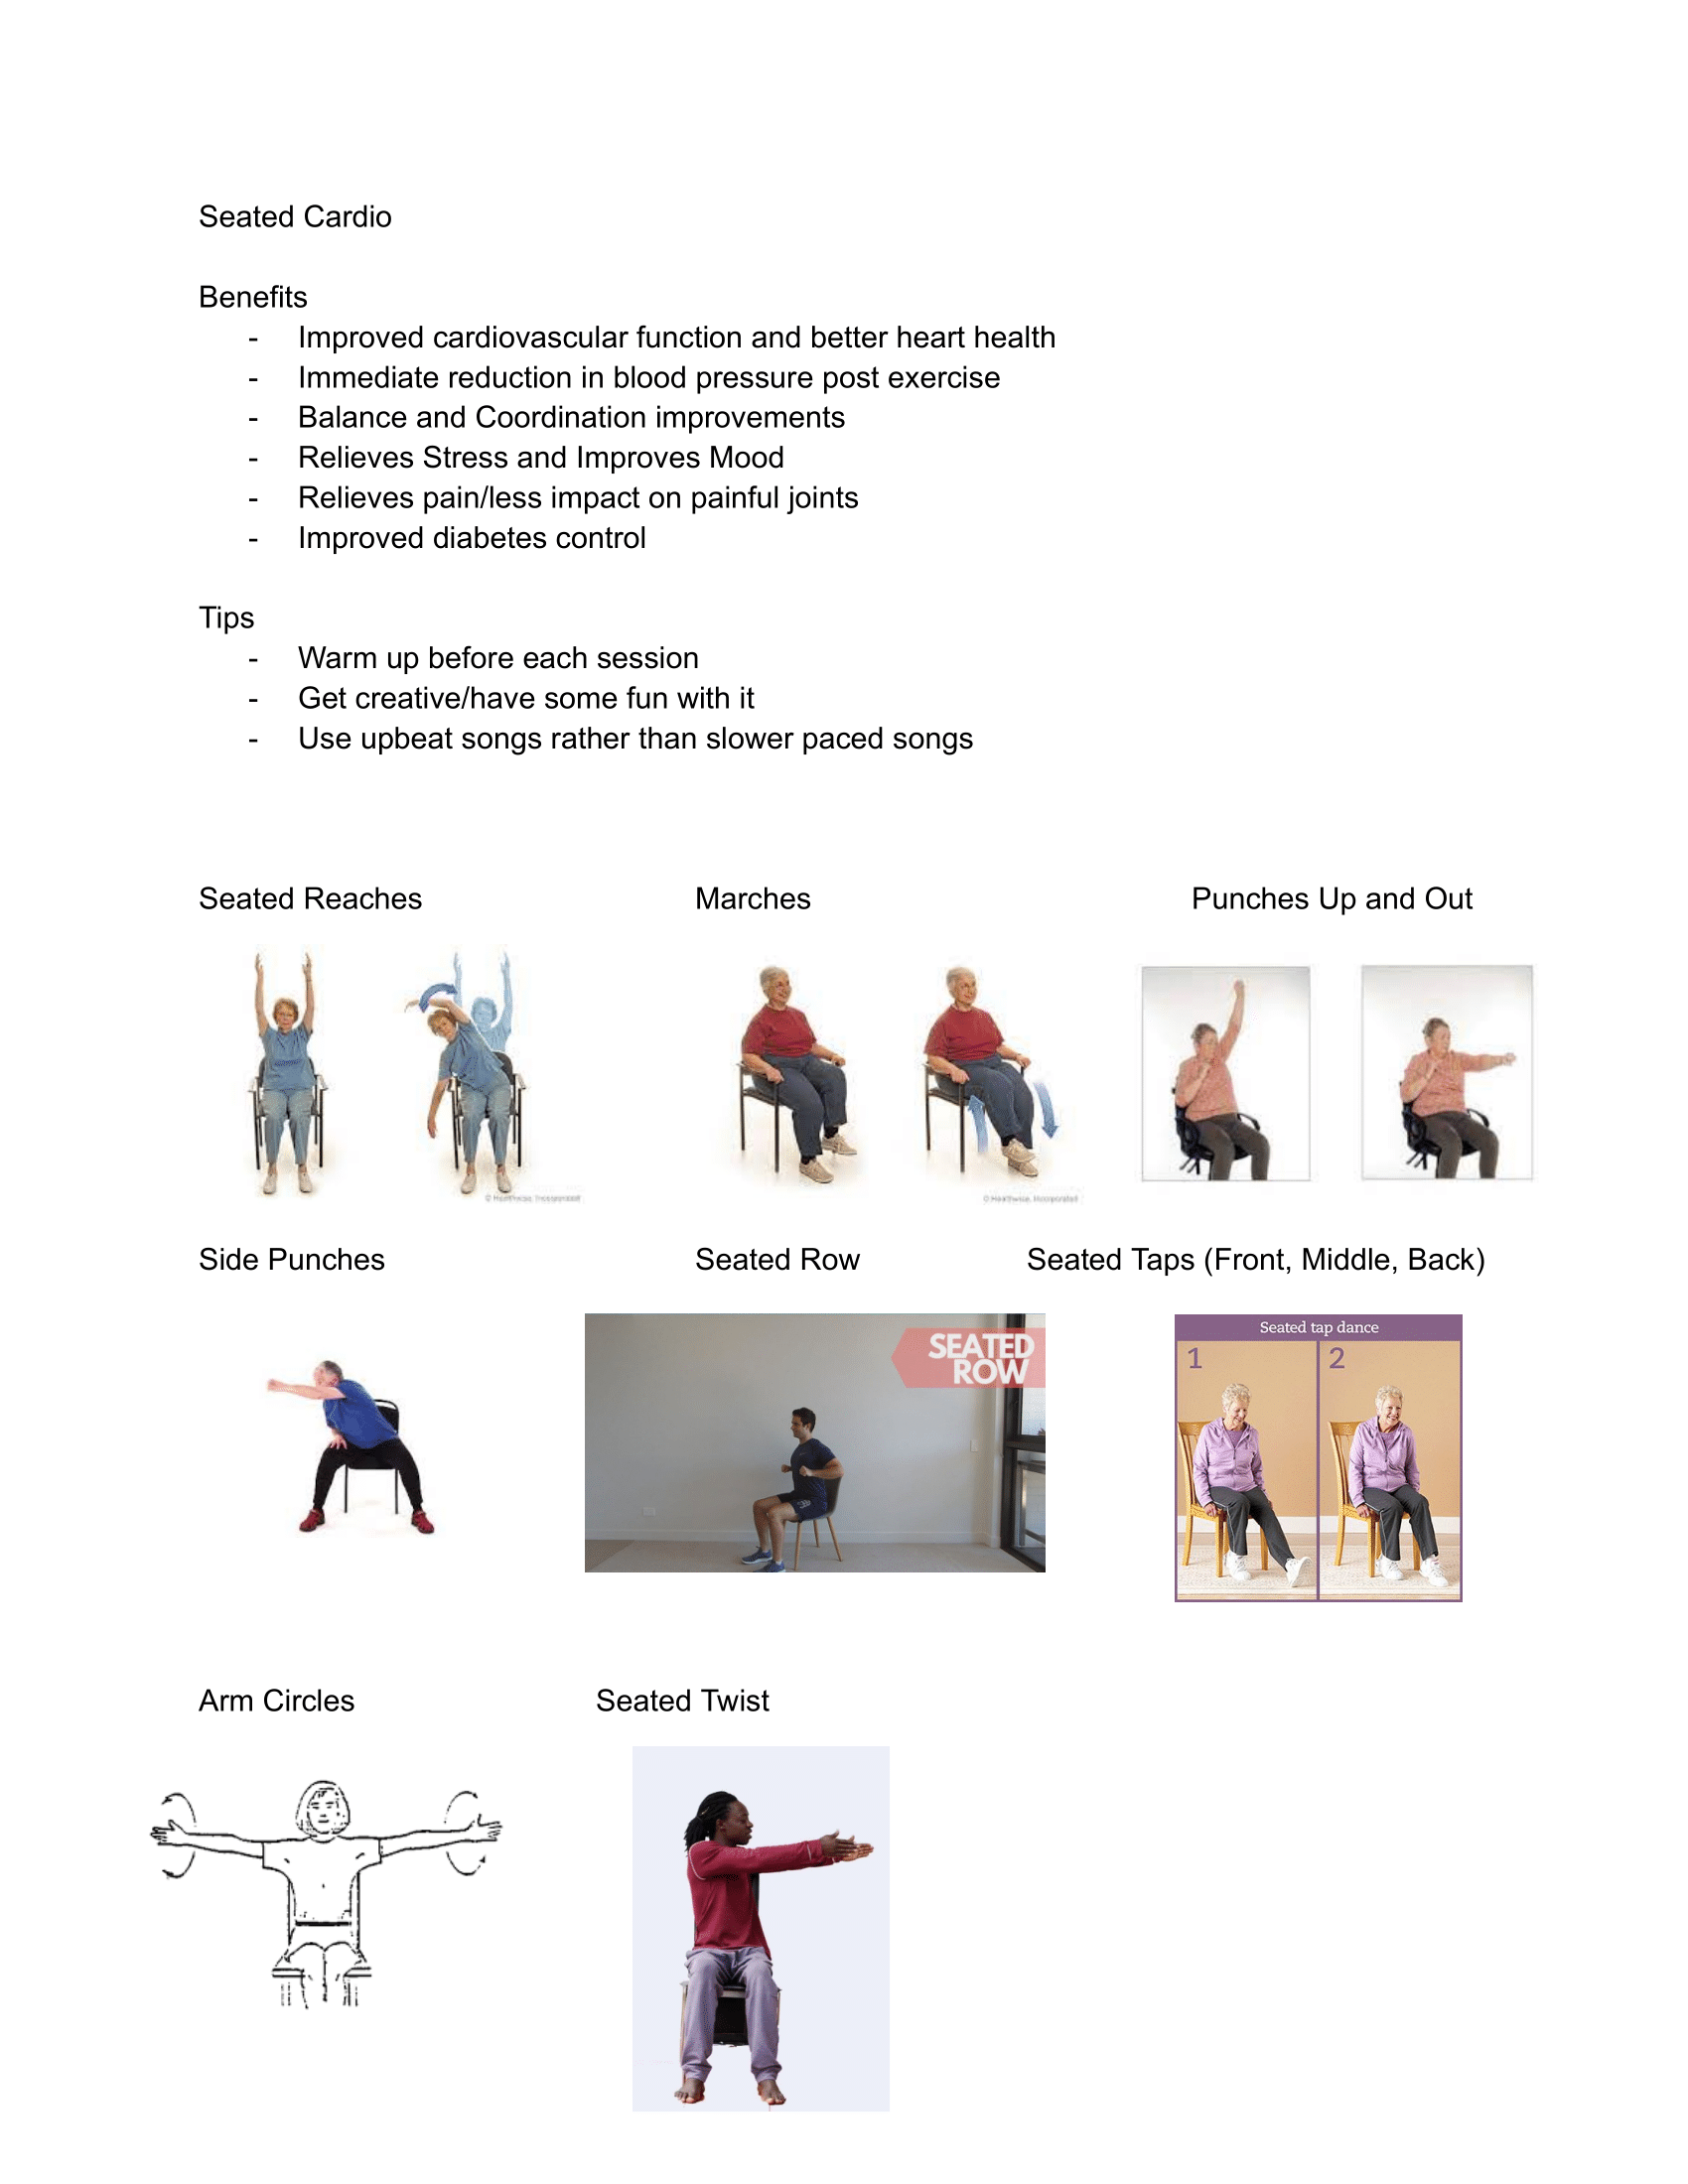 Seated Cardio
Benefits
- Improved cardiovascular function and better heart health
- Immediate reduction in blood pressure post exercise
- Balance and Coordination improvements
- Relieves Stress and Improves Mood
- Relieves pain/less impact on painful joints
- Improved diabetes control
Tips
- Warm up before each session
- Get creative/have some fun with it
- Use upbeat songs rather than slower paced songs
Seated Reaches
Marches
Punches Up and Out
© Healthwise, Incorporated
© Healthwise, Incorporated
Side Punches
Seated Row
Seated Taps (Front, Middle, Back)
SEATED
ROW
Seated tap dance
1
2
Arm Circles
Seated Twist